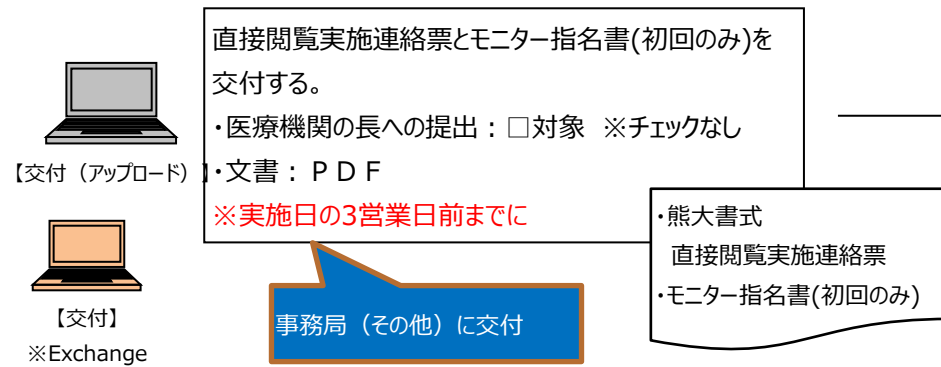 直接閲覧実施連絡票とモニター指名書(初回のみ)を
交付する。
・医療機関の長への提出：□対象 ※チェックなし
・文書：ＰＤＦ
※実施日の3営業日前までに
【交付（アップロード）】
【交付】
※Exchange
事務局（その他）に交付
・熊大書式
直接閲覧実施連絡票
・モニター指名書(初回のみ)